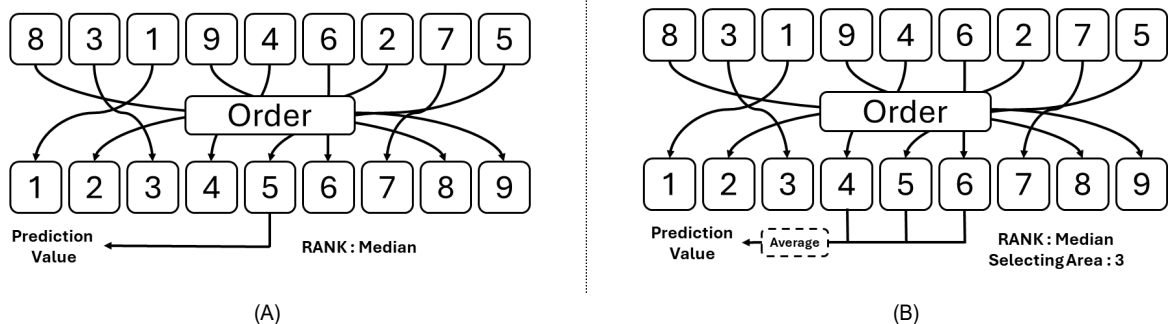 8 3 1 9 4 6 2 7 5
Order
1 2 3 4 5 6 7 8 9
Prediction
Value
RANK : Median
(A)
8 3 1 9 4 6 2 7 5
Order
1 2 3 4 5 6 7 8 9
Prediction
Value
Average
RANK : Median
Selecting Area : 3
(B)